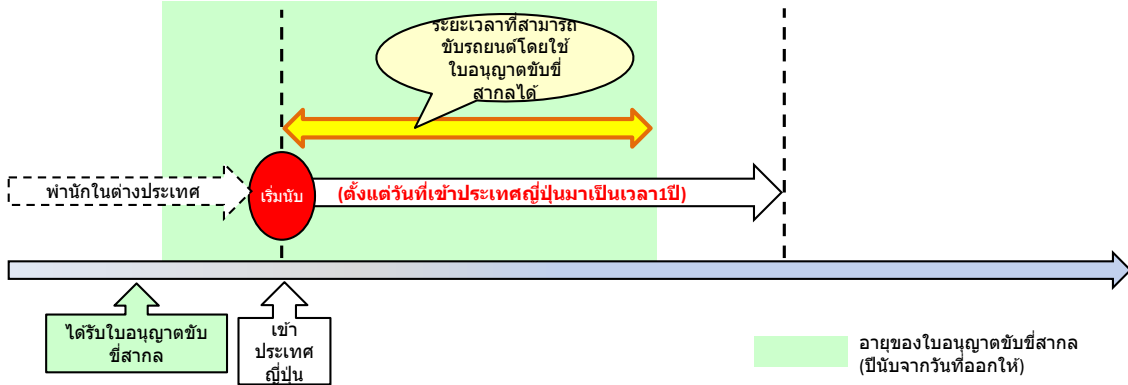 ระยะเวลาที่สามารถ
ขับรถยนต์โดยใช้
ใบอนุญาตขับขี่
สากลได้
พำนักในต่างประเทศ
เริ่มนับ
(ตั้งแต่วันที่เข้าประเทศญี่ปุ่นมาเป็นเวลา1ปี)
ได้รับใบอนุญาตขับ
ขี่สากล
เข้า
ประเทศ
ญี่ปุ่น
อายุของใบอนุญาตขับขี่สากล
(ปีนับจากวันที่ออกให้)